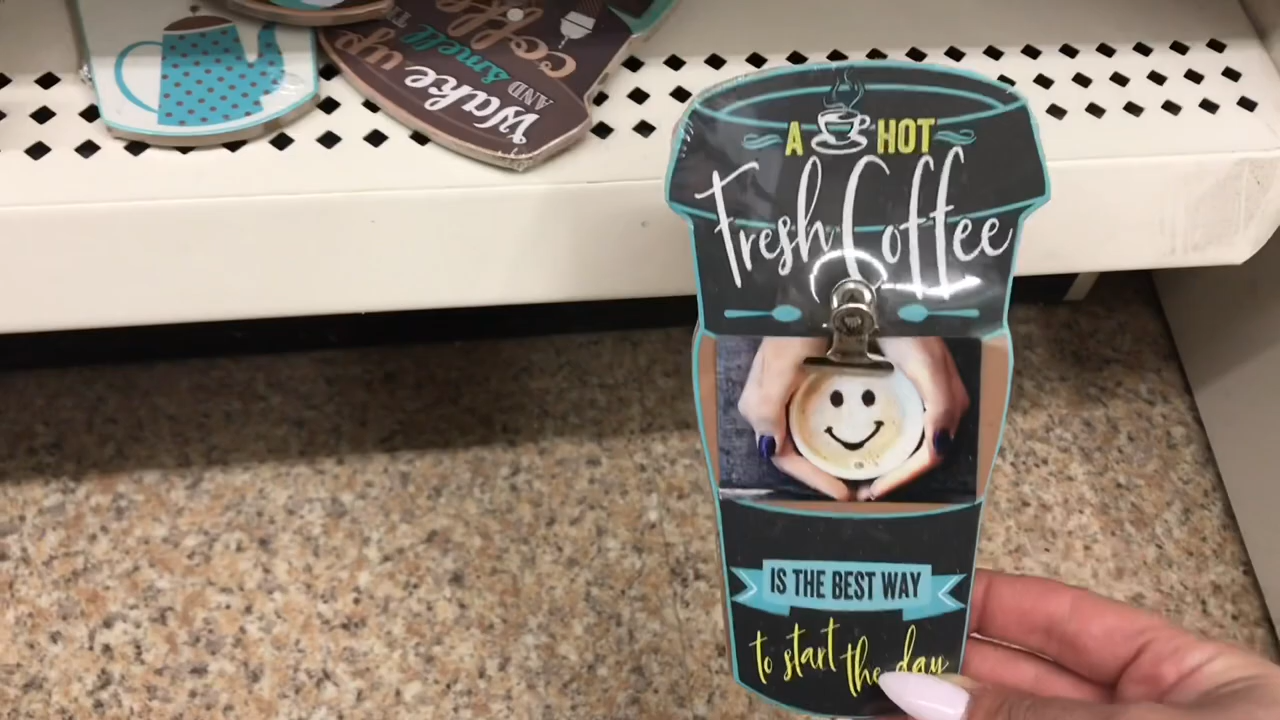 A HOT
Fresh Coffee
IS THE BEST WAY
to start the day
Wake up
AND smell THE
coffee